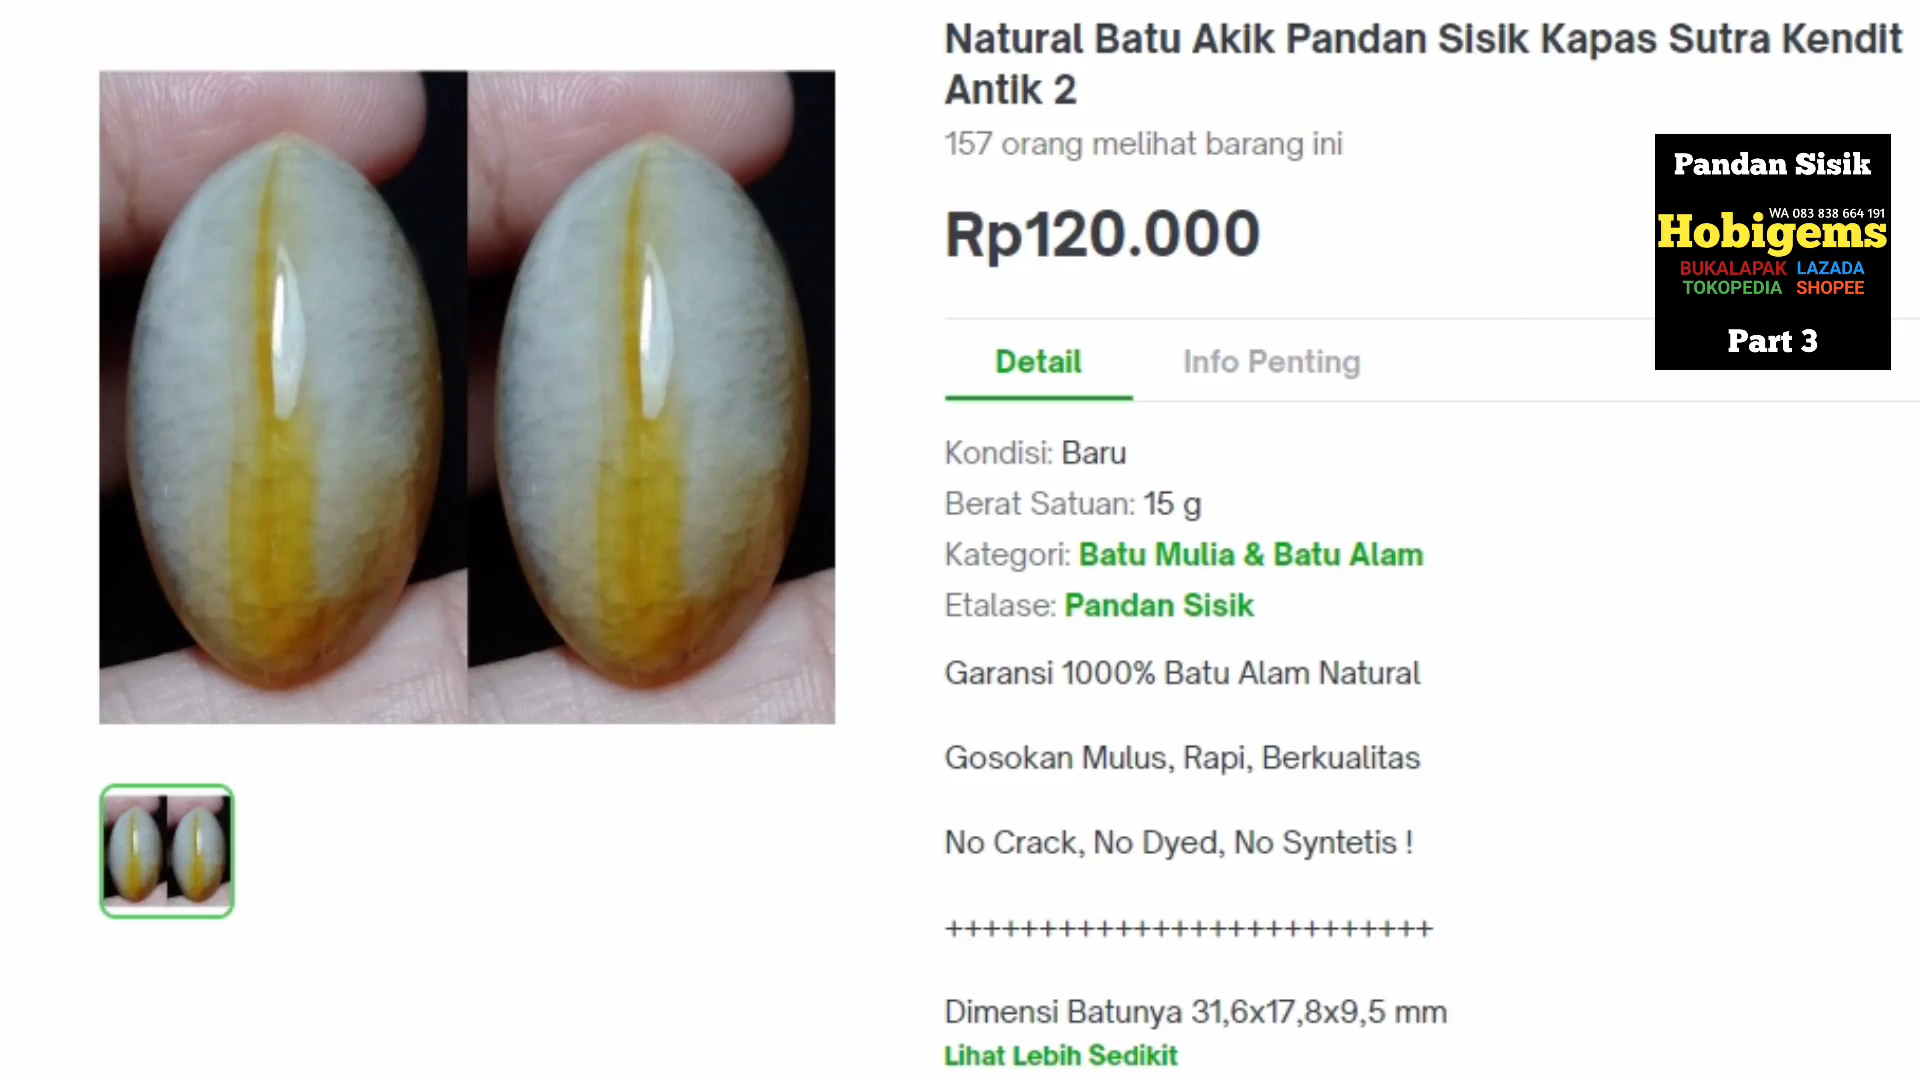 Natural Batu Akik Pandan Sisik Kapas Sutra Kendit
Antik 2
157 orang melihat barang ini
Rp120.000
Pandan Sisik
WA 083 838 664 191
Hobigems
BUKALAPAK LAZADA
TOKOPEDIA SHOPEE
Part 3
Detail Info Penting
Kondisi: Baru
Berat Satuan: 15 g
Kategori: Batu Mulia & Batu Alam
Etalase: Pandan Sisik
Garansi 1000% Batu Alam Natural
Gosokan Mulus, Rapi, Berkualitas
No Crack, No Dyed, No Syntetis !
++++++++++++++++++++++++++
Dimensi Batunya 31,6x17,8x9,5 mm
Lihat Lebih Sedikit